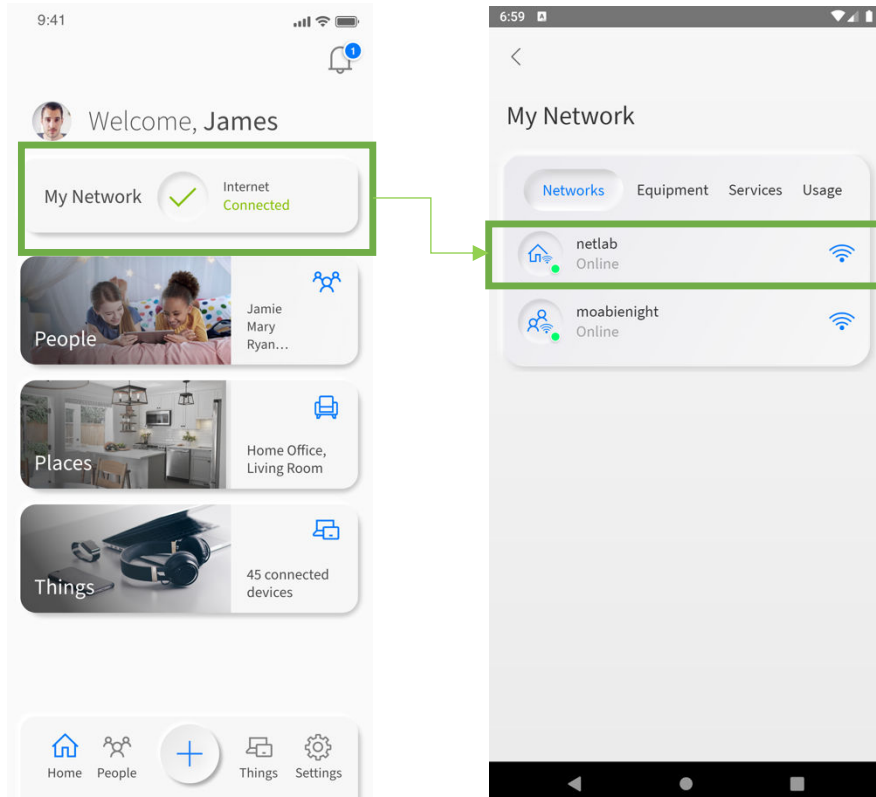 9:41
1
Welcome, James
My Network
Internet
Connected
People
Jamie
Mary
Ryan...
Places
Home Office,
Living Room
Things
45 connected
devices
Home People Things Settings
6:59
A
My Network
Networks Equipment Services Usage
netlab
Online
moabienight
Online